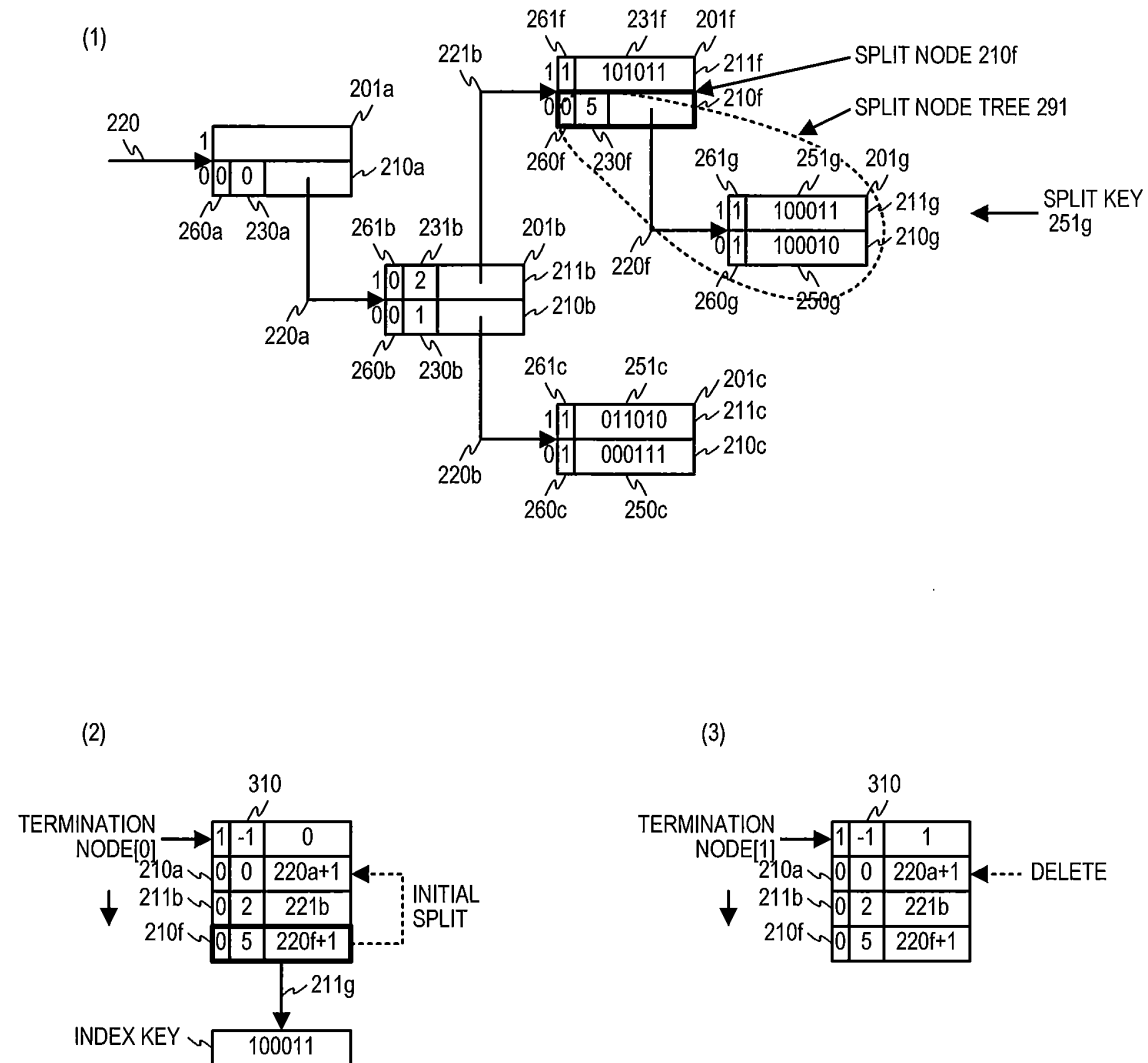 (1)
261f 231f 201f
221b
1 1 101011 211f
SPLIT NODE 210f
0 0 5 210f
SPLIT NODE TREE 291
201a
220
1
0 0 0 210a
260f 230f
261g 251g 201g
1 1 100011 211g
0 1 100010 210g
SPLIT KEY
251g
260a 230a
261b 231b 201b
220f
1 0 2 211b
0 0 1 210b
260g 250g
220a
260b 230b
261c 251c 201c
1 1 011010 211c
0 1 000111 210c
220b
260c 250c
(2)
310
TERMINATION
NODE[0]
1 -1 0
210a 0 0 220a+1
211b 0 2 221b
210f 0 5 220f+1
INITIAL
SPLIT
211g
INDEX KEY 100011
(3)
310
TERMINATION
NODE[1]
1 -1 1
210a 0 0 220a+1
DELETE
211b 0 2 221b
210f 0 5 220f+1